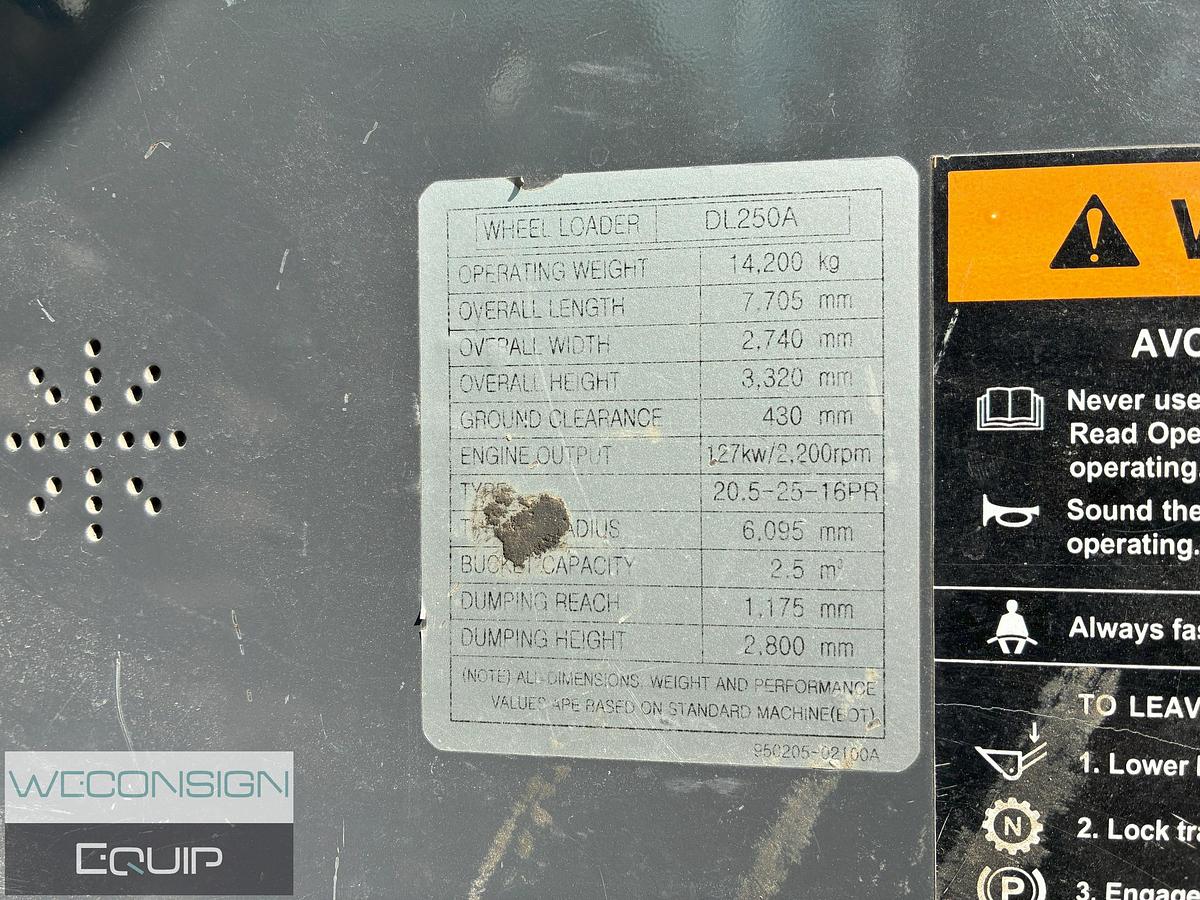 WHEEL LOADER DL250A
OPERATING WEIGHT 14,200 kg
OVERALL LENGTH 7,705 mm
OVERALL WIDTH 2,740 mm
OVERALL HEIGHT 3,320 mm
GROUND CLEARANCE 430 mm
ENGINE OUTPUT 127kw/2,200rpm
20.5-25-16PR
6,095 mm
BUCKET CAPACITY 2.5 m³
DUMPING REACH 1,175 mm
DUMPING HEIGHT 2,800 mm
(NOTE) ALL DIMENSIONS, WEIGHT AND PERFORMANCE
VALUES ARE BASED ON STANDARD MACHINE(BOT)
950205-02100A
W
AVO
Never use
Read Ope
operating.
Sound the
operating.
Always fas
TO LEAV
1. Lower
N
2. Lock tra
P
3. Engage
WECONSIGN
EQUIP